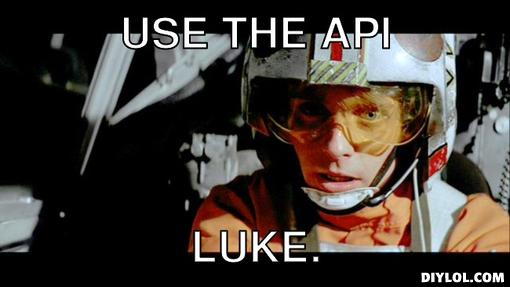 USE THE API
LUKE.
DIYLOL.COM